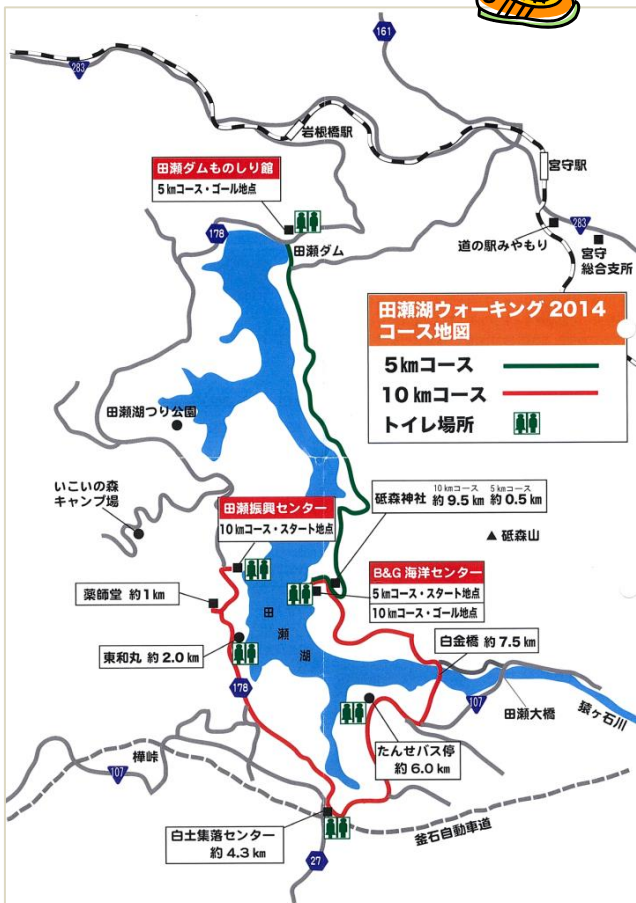 161
283
岩根橋駅
宮守駅
田瀬ダムものしり館
5kmコース・ゴール地点
178
田瀬ダム
道の駅みやもり
283
宮守
総合支所
田瀬湖ウォーキング 2014
コース地図
5kmコース
10kmコース
トイレ場所
田瀬湖つり公園
いこいの森
キャンプ場
田瀬振興センター
10kmコース・スタート地点
砥森神社
10kmコース
約 9.5 km
5kmコース
約 0.5 km
▲ 砥森山
B&G 海洋センター
5kmコース・スタート地点
10kmコース・ゴール地点
薬師堂 約1 km
田瀬湖
東和丸 約 2.0 km
白金橋 約 7.5 km
178
107
田瀬大橋
猿ヶ石川
たんせバス停
約 6.0 km
樺峠
107
白土集落センター
約 4.3 km
釜石自動車道
27